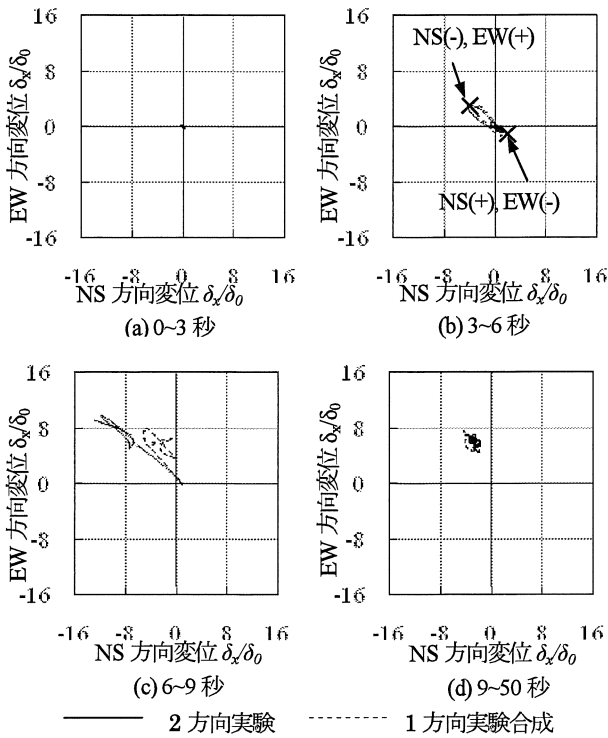 16
8
0
-8
-16
EW 方向変位 δx/δ0
-16 -8 0 8 16
NS 方向変位 δx/δ0
(a) 0~3 秒
16
8
0
-8
-16
EW 方向変位 δx/δ0
NS(-), EW(+)
NS(+), EW(-)
-16 -8 0 8 16
NS 方向変位 δx/δ0
(b) 3~6 秒
16
8
0
-8
-16
EW 方向変位 δx/δ0
-16 -8 0 8 16
NS 方向変位 δx/δ0
(c) 6~9 秒
16
8
0
-8
-16
EW 方向変位 δx/δ0
-16 -8 0 8 16
NS 方向変位 δx/δ0
(d) 9~50 秒
2 方向実験
1 方向実験合成